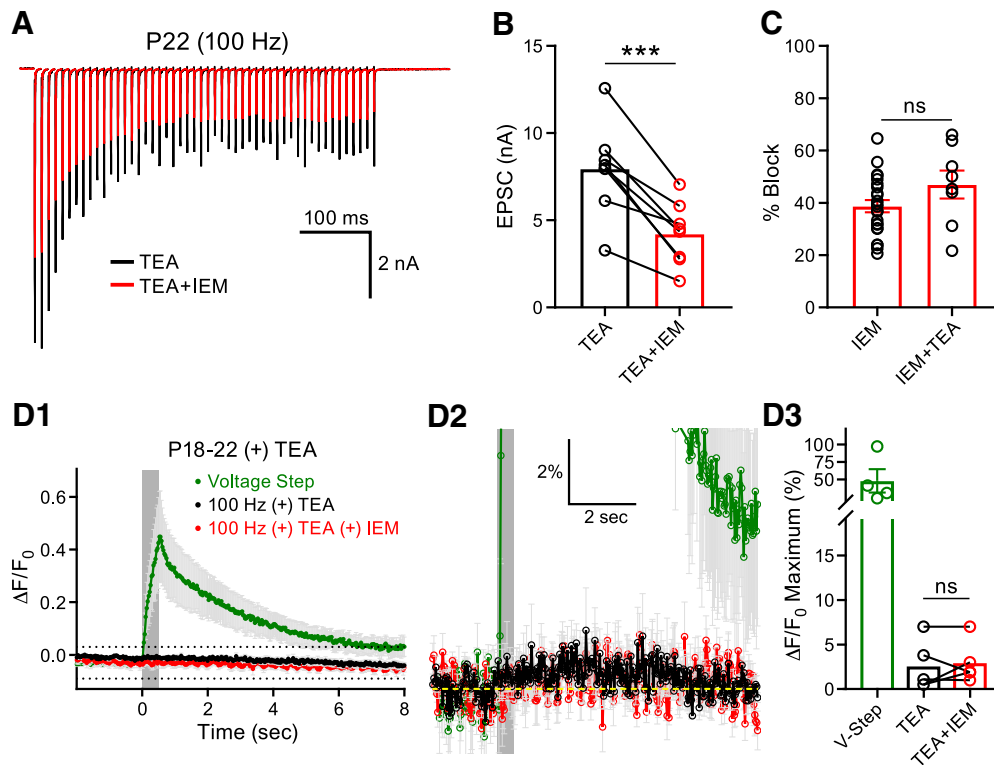 A
P22 (100 Hz)
100 ms
2 nA
TEA
TEA+IEM
B
15
10
5
0
EPSC (nA)
***
TEA
TEA+IEM
C
100
80
60
40
20
0
% Block
ns
IEM
IEM+TEA
D1
P18-22 (+) TEA
Voltage Step
100 Hz (+) TEA
100 Hz (+) TEA (+) IEM
0.6
0.4
0.2
0.0
ΔF/F0
0
2
4
6
8
Time (sec)
D2
2%
2 sec
D3
100
75
50
15
10
5
0
ΔF/F0 Maximum (%)
ns
V-Step
TEA
TEA+IEM